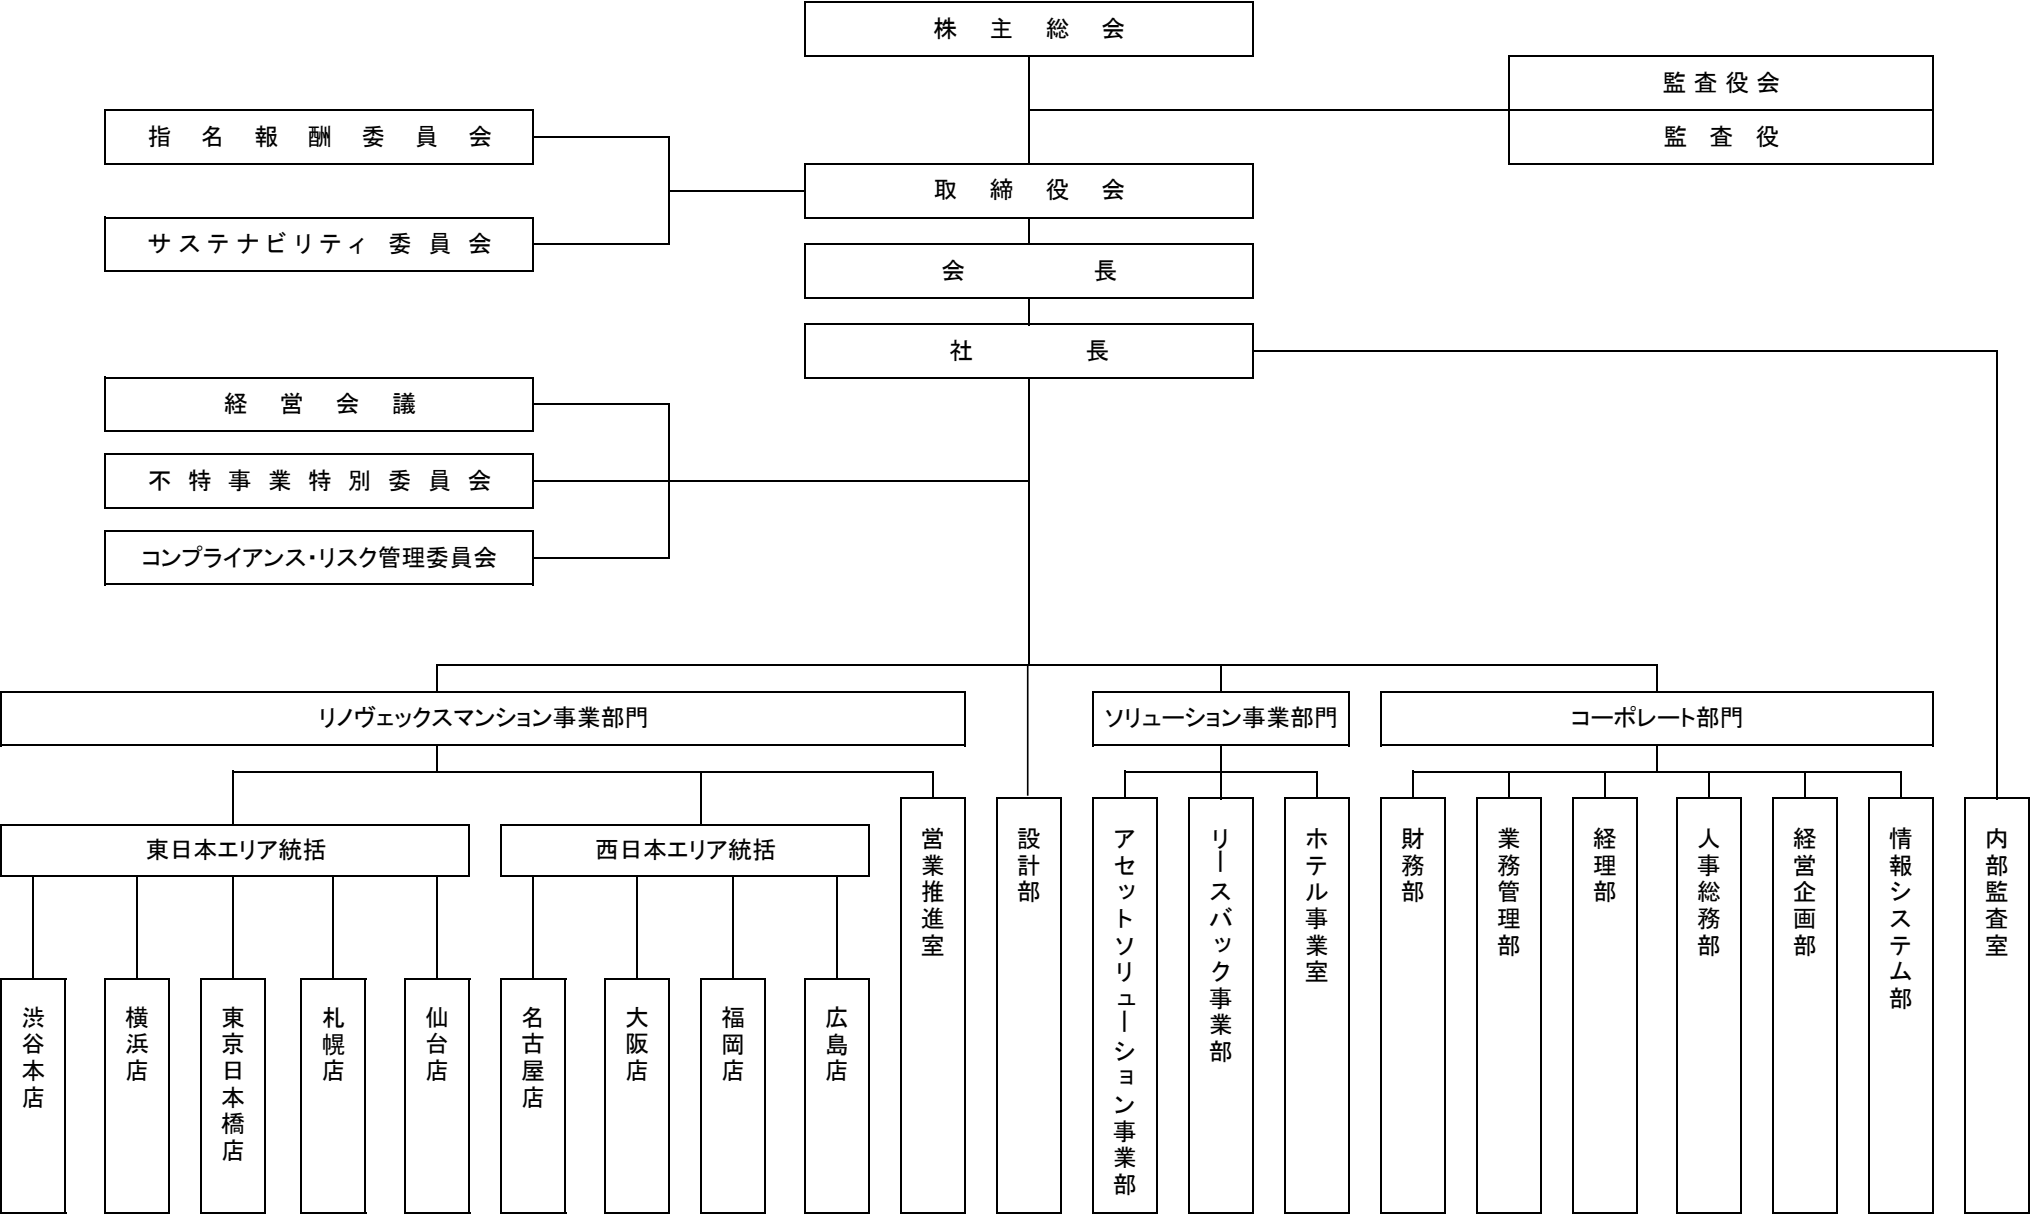 株主総会
監査役会
監査役
指名報酬委員会
取締役会
サステナビリティ委員会
会長
社長
経営会議
不特事業特別委員会
コンプライアンス・リスク管理委員会
リノヴェックスマンション事業部門
ソリューション事業部門
コーポレート部門
東日本エリア統括
西日本エリア統括
営業推進室
設計部
アセットソリューション事業部
リースバック事業部
ホテル事業室
財務部
業務管理部
経理部
人事総務部
経営企画部
情報システム部
内部監査室
渋谷本店
横浜店
東京日本橋店
札幌店
仙台店
名古屋店
大阪店
福岡店
広島店